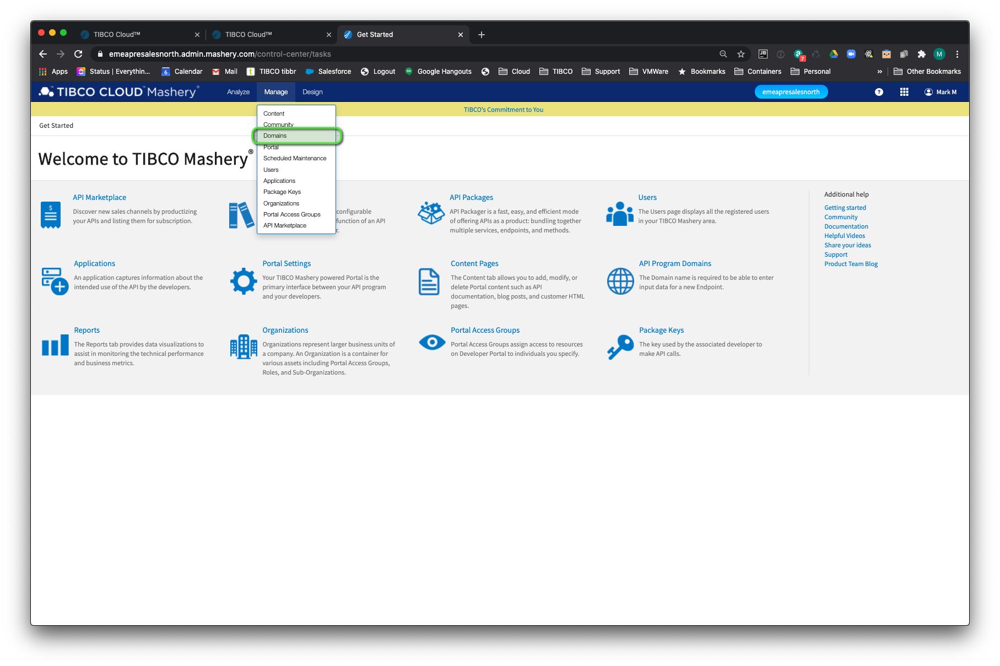 TIBCO Cloud™
TIBCO Cloud™
Get Started
emeapresalesnorth.admin.mashery.com/control-center/tasks
JB
7
M
Apps
Status | Everythin...
6
Calendar
Mail
t
TIBCO tibbr
Salesforce
Logout
Google Hangouts
Cloud
TIBCO
Support
VMWare
Bookmarks
Containers
Personal
»
Other Bookmarks
TIBCO CLOUD™ Mashery®
Analyze
Manage
Design
emeapresalesnorth
?
Mark M
TIBCO's Commitment to You
Get Started
Content
Community
Domains
Portal
Scheduled Maintenance
Users
Applications
Package Keys
Organizations
Portal Access Groups
API Marketplace
Welcome to TIBCO Mashery®
$
API Marketplace
Discover new sales channels by productizing
your APIs and listing them for subscription.
configurable
function of an API
r.
API Packages
API Packager is a fast, easy, and efficient mode
of offering APIs as a product: bundling together
multiple services, endpoints, and methods.
Users
The Users page displays all the registered users
in your TIBCO Mashery area.
Applications
An application captures information about the
intended use of the API by the developers.
Portal Settings
Your TIBCO Mashery powered Portal is the
primary interface between your API program
and your developers.
Content Pages
The Content tab allows you to add, modify, or
delete Portal content such as API
documentation, blog posts, and customer HTML
pages.
API Program Domains
The Domain name is required to be able to enter
input data for a new Endpoint.
Reports
The Reports tab provides data visualizations to
assist in monitoring the technical performance
and business metrics.
Organizations
Organizations represent larger business units of
a company. An Organization is a container for
various assets including Portal Access Groups,
Roles, and Sub-Organizations.
Portal Access Groups
Portal Access Groups assign access to resources
on Developer Portal to individuals you specify.
Package Keys
The key used by the associated developer to
make API calls.
Additional help
Getting started
Community
Documentation
Helpful Videos
Share your ideas
Support
Product Team Blog